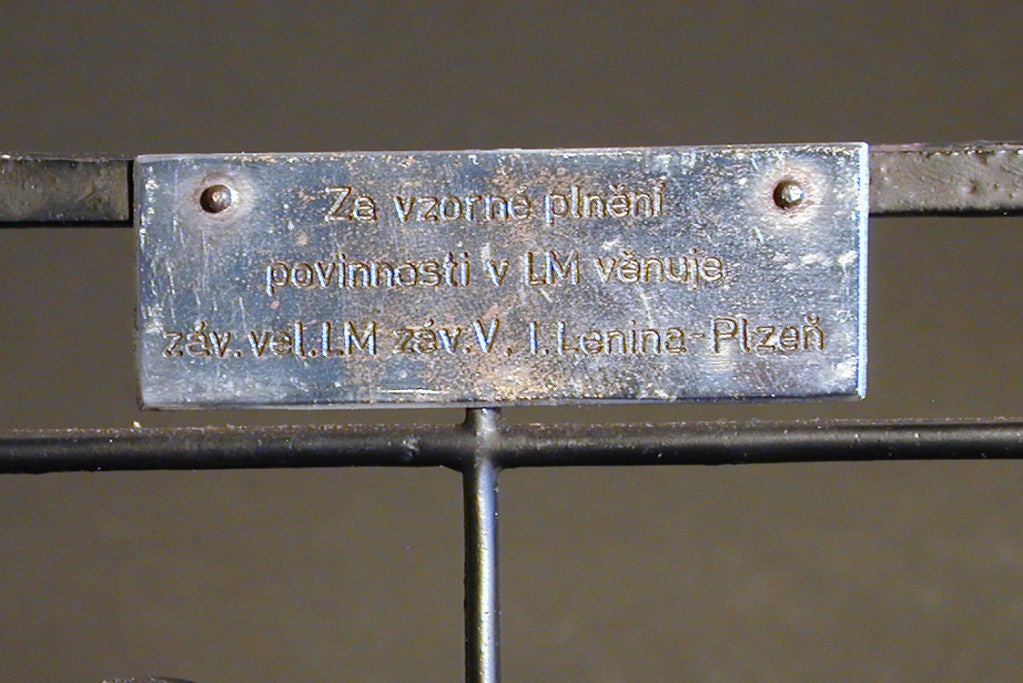 Za vzorné plnění
povinností v LM věnuje
záv. vel. LM záv. V. I. Lenina-Plzeň